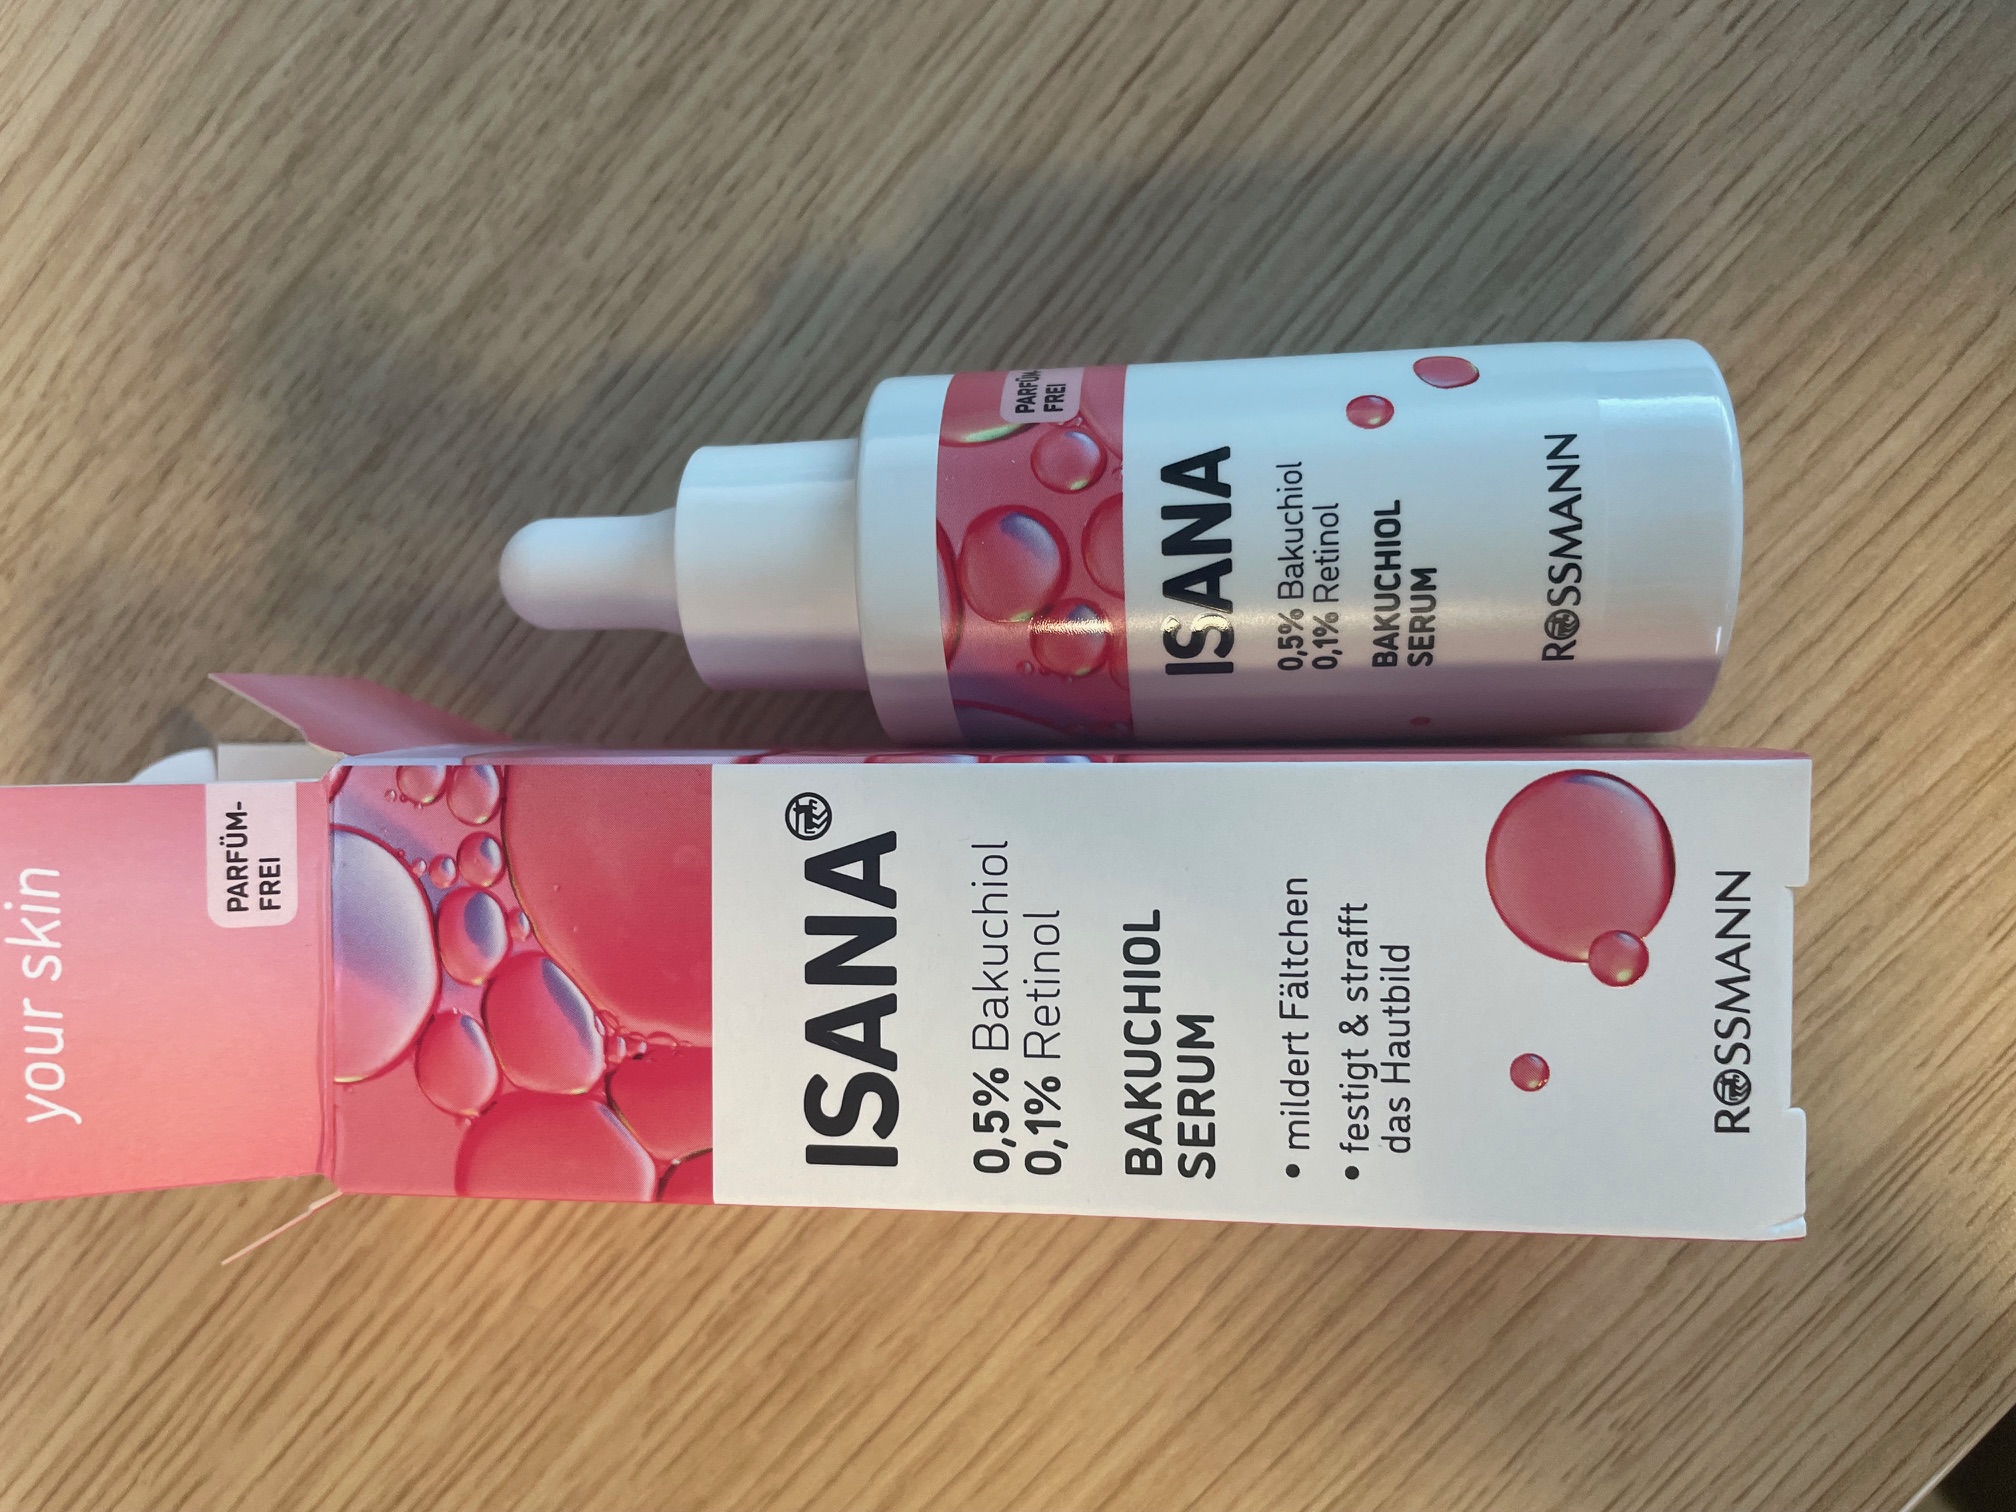 your skin
PARFÜM-
FREI
ISANA
0,5% Bakuchiol
0,1% Retinol
BAKUCHIOL
SERUM
• mildert Fältchen
• festigt & strafft
das Hautbild
ROSSMANN
PARFÜM-
FREI
ISANA
0,5% Bakuchiol
0,1% Retinol
BAKUCHIOL
SERUM
ROSSMANN